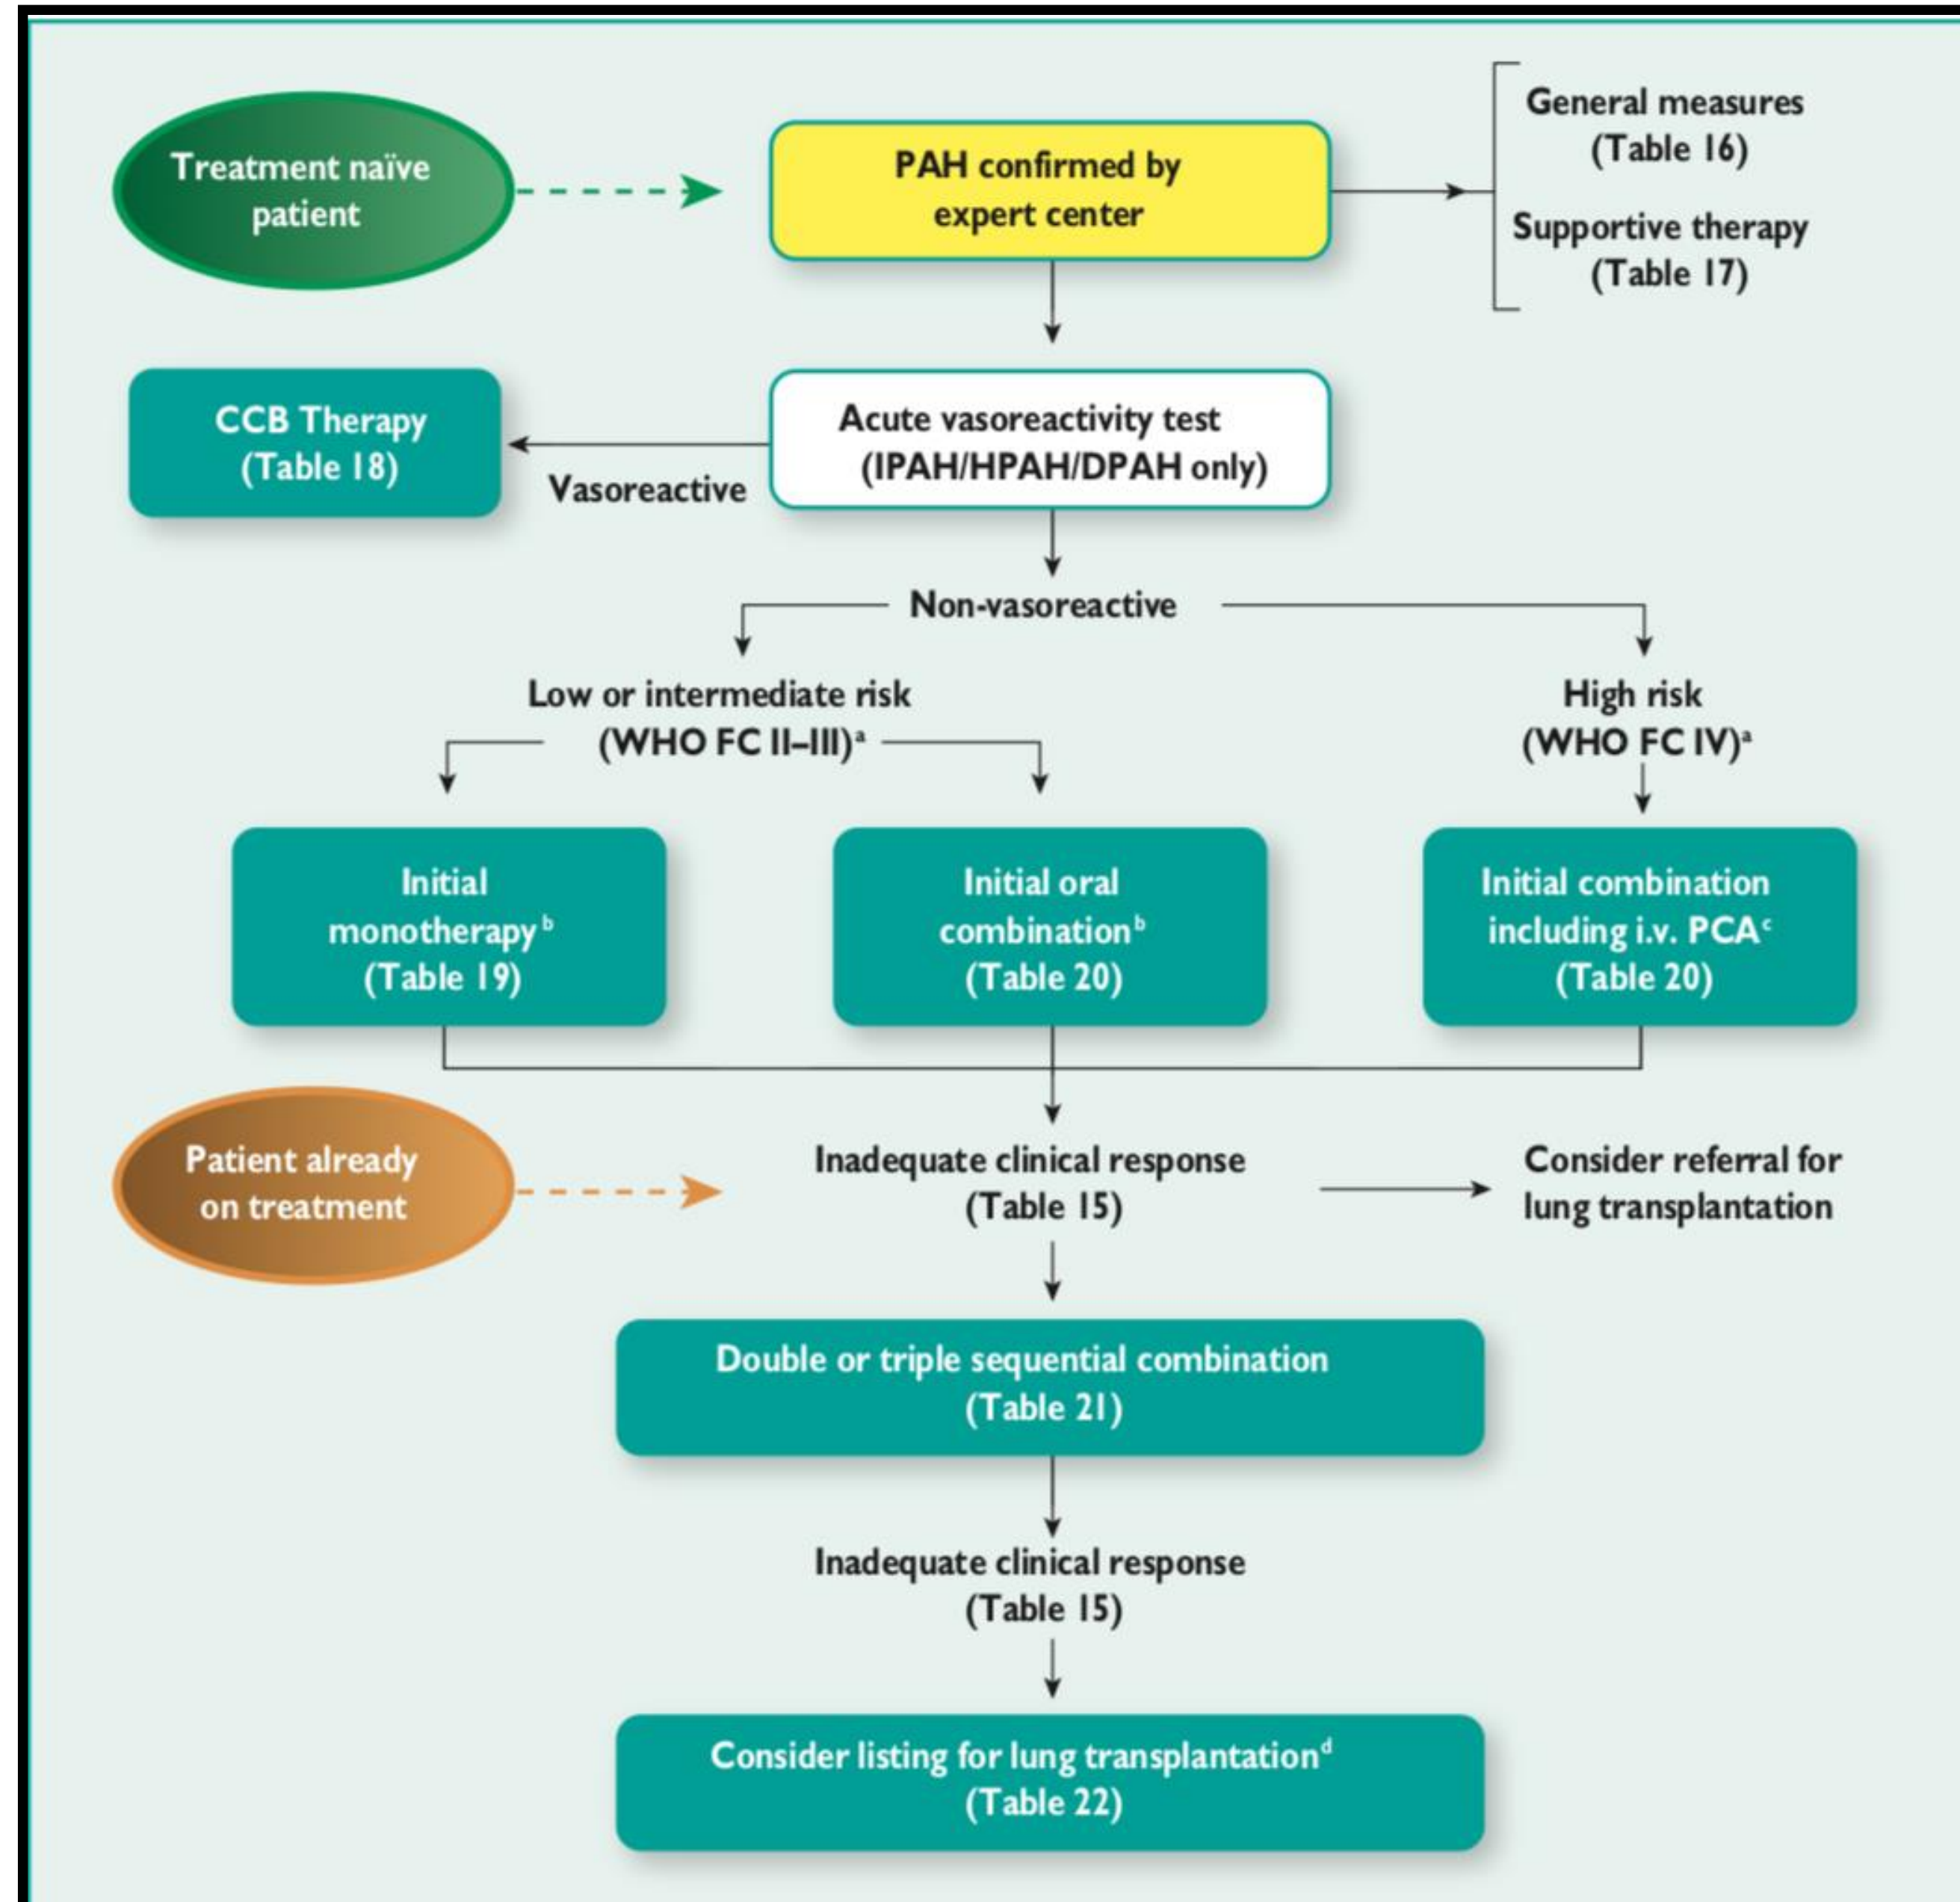 Treatment naïve
patient
PAH confirmed by
expert center
General measures
(Table 16)
Supportive therapy
(Table 17)
CCB Therapy
(Table 18)
Vasoreactive
Acute vasoreactivity test
(IPAH/HPAH/DPAH only)
Non-vasoreactive
Low or intermediate risk
(WHO FC II–III)ᵃ
High risk
(WHO FC IV)ᵃ
Initial
monotherapyᵇ
(Table 19)
Initial oral
combinationᵇ
(Table 20)
Initial combination
including i.v. PCAᶜ
(Table 20)
Patient already
on treatment
Inadequate clinical response
(Table 15)
Consider referral for
lung transplantation
Double or triple sequential combination
(Table 21)
Inadequate clinical response
(Table 15)
Consider listing for lung transplantationᵈ
(Table 22)